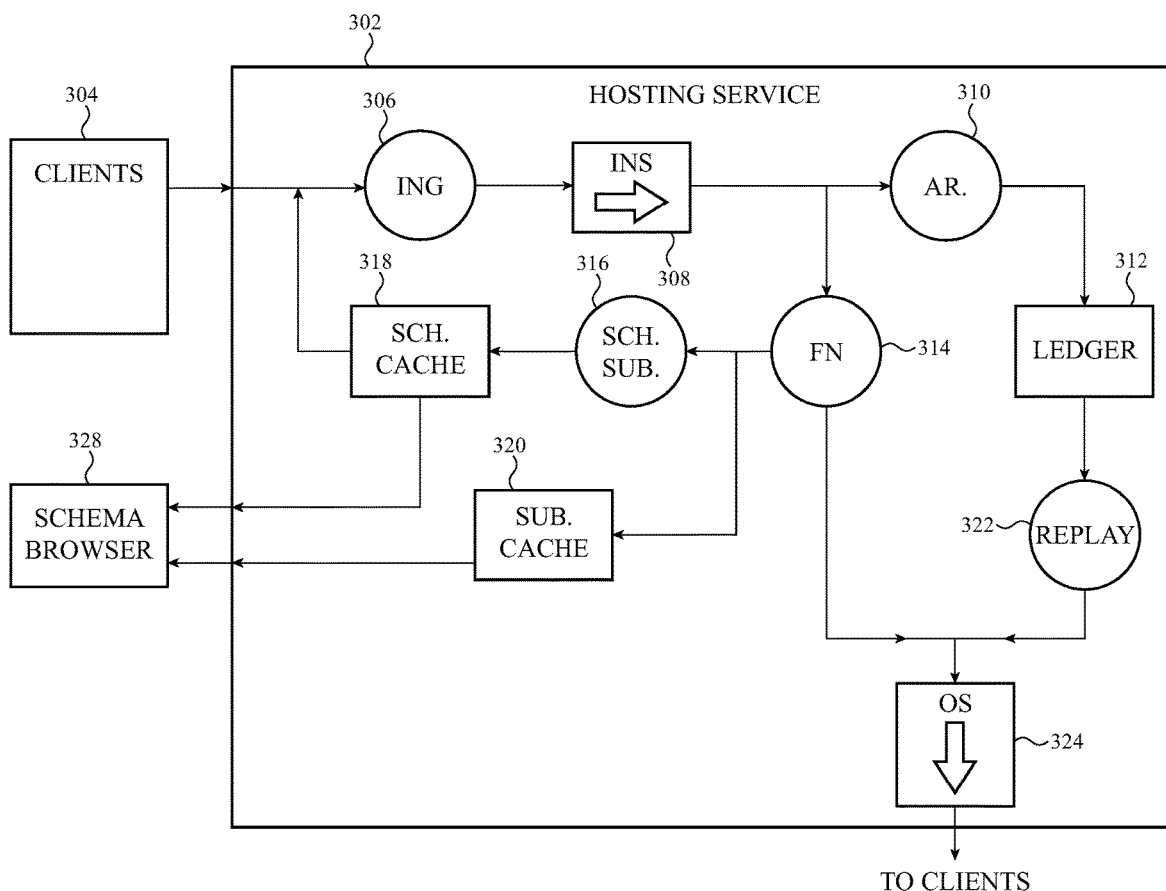 302
HOSTING SERVICE
304
CLIENTS
306
ING
INS
308
310
AR.
312
LEDGER
318
SCH.
CACHE
316
SCH.
SUB.
FN
314
328
SCHEMA
BROWSER
320
SUB.
CACHE
322
REPLAY
OS
324
TO CLIENTS